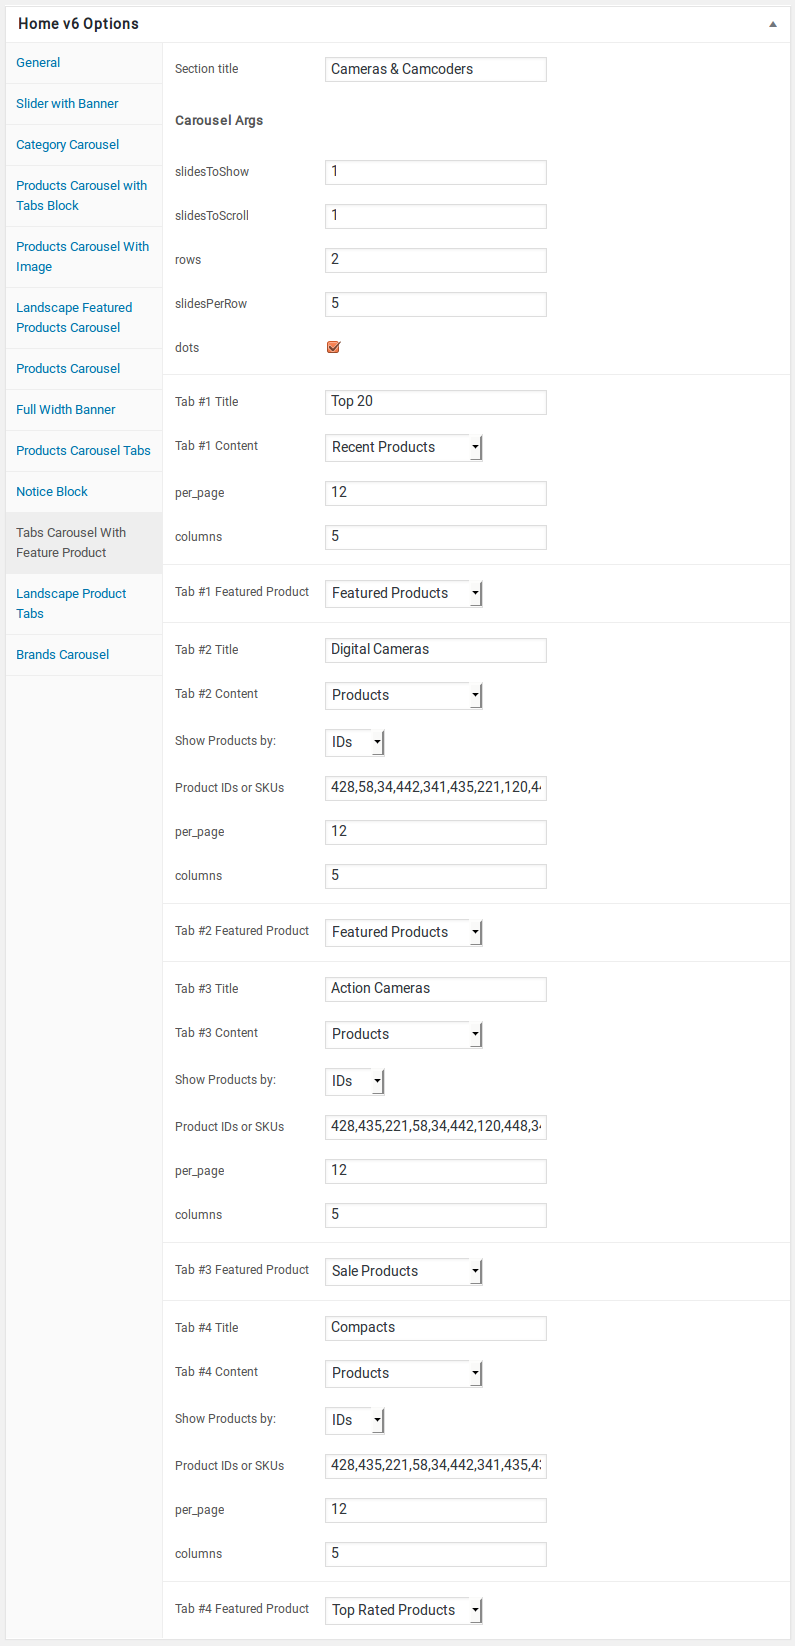 Home v6 Options
General
Slider with Banner
Category Carousel
Products Carousel with
Tabs Block
Products Carousel With
Image
Landscape Featured
Products Carousel
Products Carousel
Full Width Banner
Products Carousel Tabs
Notice Block
Tabs Carousel With
Feature Product
Landscape Product
Tabs
Brands Carousel
Section title Cameras & Camcoders
Carousel Args
slidesToShow 1
slidesToScroll 1
rows 2
slidesPerRow 5
dots
Tab #1 Title Top 20
Tab #1 Content Recent Products
per_page 12
columns 5
Tab #1 Featured Product Featured Products
Tab #2 Title Digital Cameras
Tab #2 Content Products
Show Products by: IDs
Product IDs or SKUs 428,58,34,442,341,435,221,120,4
per_page 12
columns 5
Tab #2 Featured Product Featured Products
Tab #3 Title Action Cameras
Tab #3 Content Products
Show Products by: IDs
Product IDs or SKUs 428,435,221,58,34,442,120,448,3
per_page 12
columns 5
Tab #3 Featured Product Sale Products
Tab #4 Title Compacts
Tab #4 Content Products
Show Products by: IDs
Product IDs or SKUs 428,435,221,58,34,442,341,435,4
per_page 12
columns 5
Tab #4 Featured Product Top Rated Products